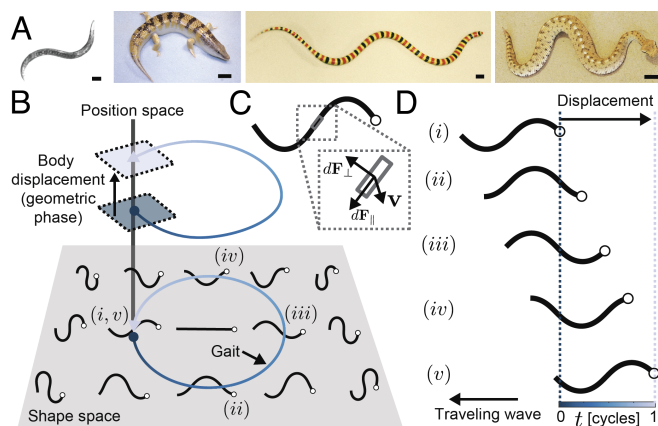 A
B
Position space
Body
displacement
(geometric
phase)
(iv)
(i, v)
(iii)
Gait
(ii)
Shape space
C
dF⊥
V
dF∥
D
Displacement
(i)
(ii)
(iii)
(iv)
(v)
Traveling wave
0 t [cycles] 1